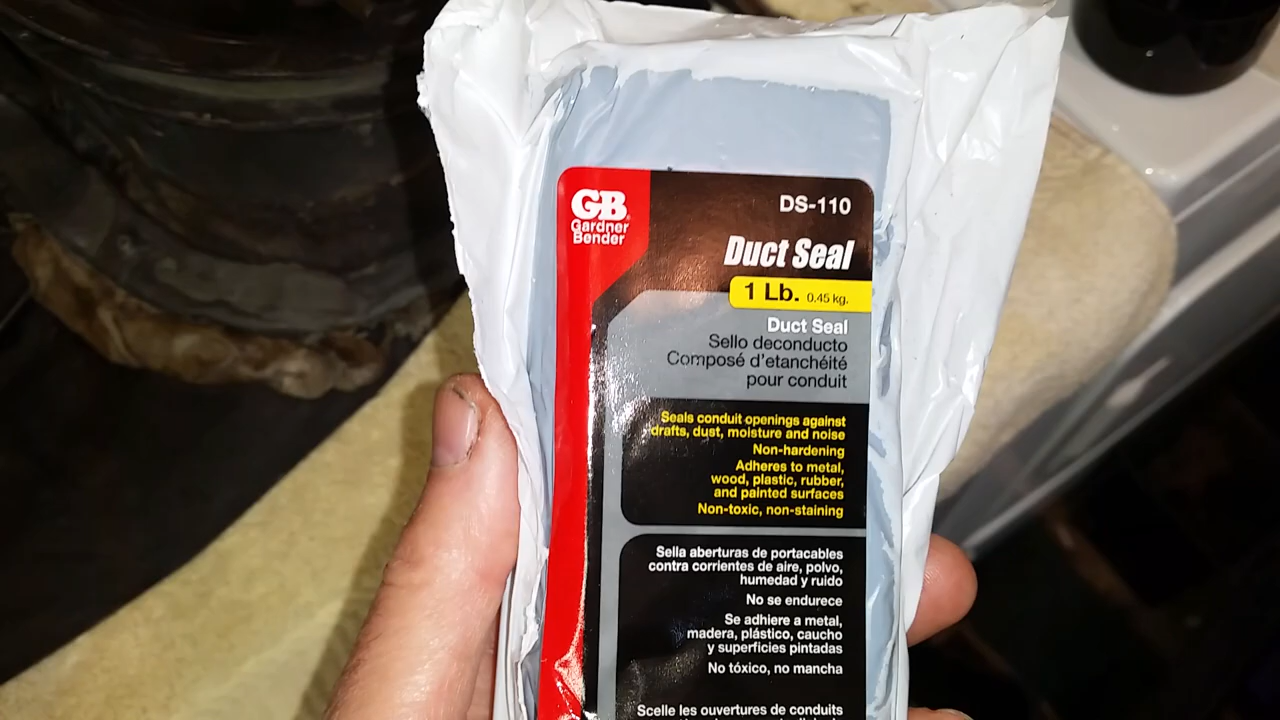 GB
Gardner
Bender
DS-110
Duct Seal
1 Lb. 0.45 kg.
Duct Seal
Sello deconducto
Composé d'etanchéité
pour conduit
Seals conduit openings against
drafts, dust, moisture and noise
Non-hardening
Adheres to metal,
wood, plastic, rubber,
and painted surfaces
Non-toxic, non-staining
Sella aberturas de portacables
contra corrientes de aire, polvo,
humedad y ruido
No se endurece
Se adhiere a metal,
madera, plástico, caucho
y superficies pintadas
No tóxico, no mancha
Scelle les ouvertures de conduits